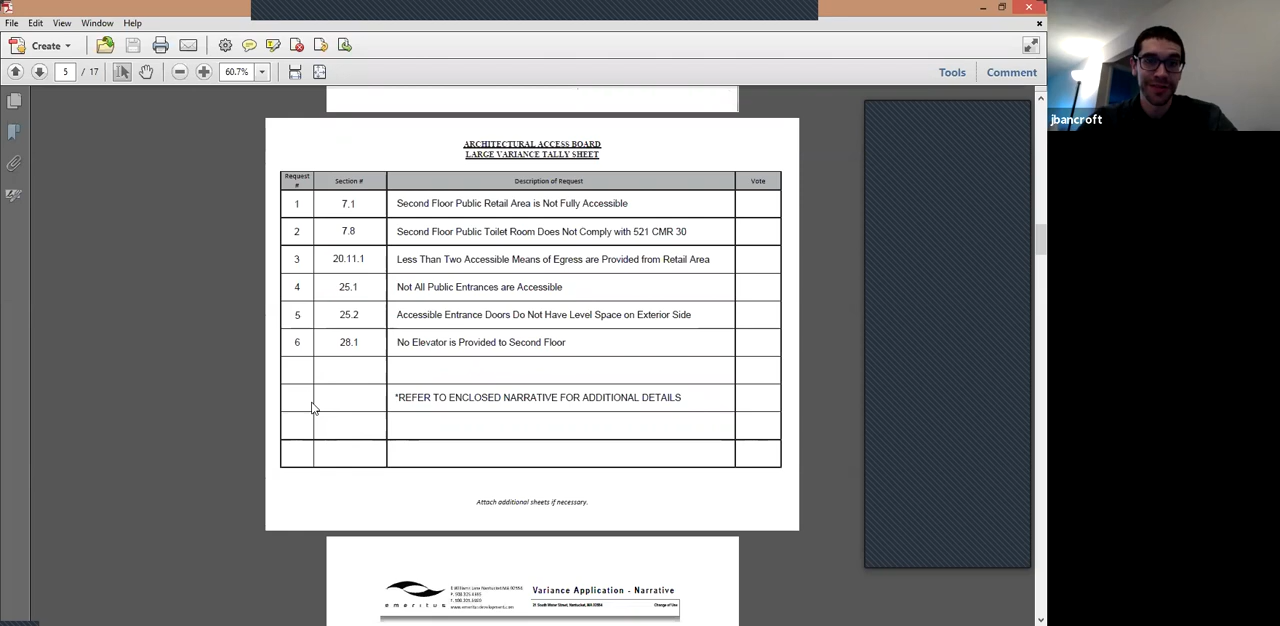 File Edit View Window Help
Create
5 / 17 60.7% Tools Comment
jbancroft
ARCHITECTURAL ACCESS BOARD
LARGE VARIANCE TALLY SHEET
Request # Section # Description of Request Vote
1 7.1 Second Floor Public Retail Area is Not Fully Accessible
2 7.8 Second Floor Public Toilet Room Does Not Comply with 521 CMR 30
3 20.11.1 Less Than Two Accessible Means of Egress are Provided from Retail Area
4 25.1 Not All Public Entrances are Accessible
5 25.2 Accessible Entrance Doors Do Not Have Level Space on Exterior Side
6 28.1 No Elevator is Provided to Second Floor
*REFER TO ENCLOSED NARRATIVE FOR ADDITIONAL DETAILS
Attach additional sheets if necessary.
emeritus
Variance Application - Narrative
Change of Use